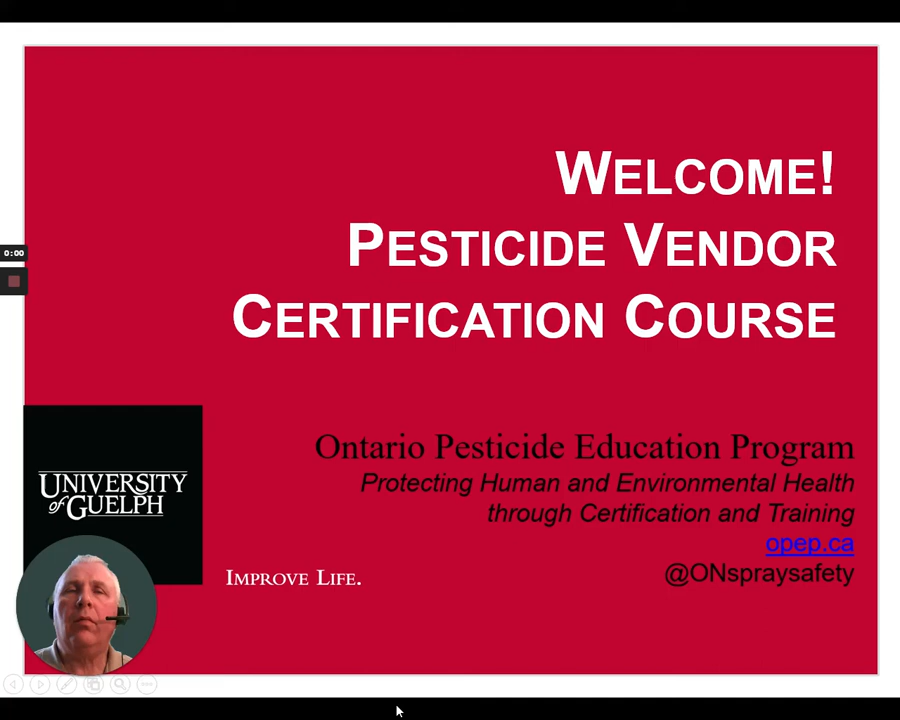 WELCOME!
PESTICIDE VENDOR
CERTIFICATION COURSE
0:00
Ontario Pesticide Education Program
Protecting Human and Environmental Health
through Certification and Training
opep.ca
@ONspraysafety
UNIVERSITY
of GUELPH
IMPROVE LIFE.